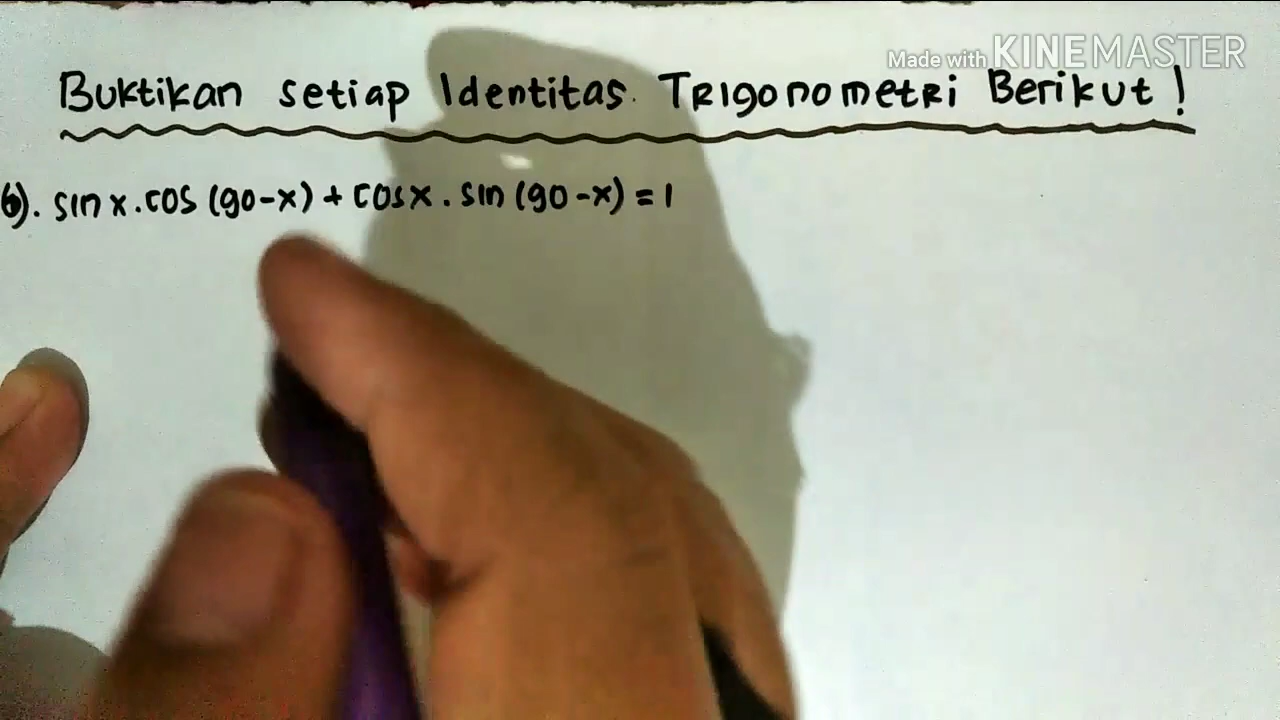 Made with KINEMASTER
Buktikan setiap Identitas Trigonometri Berikut!
6). sin x . cos (90-x) + cos x . sin (90-x) = 1